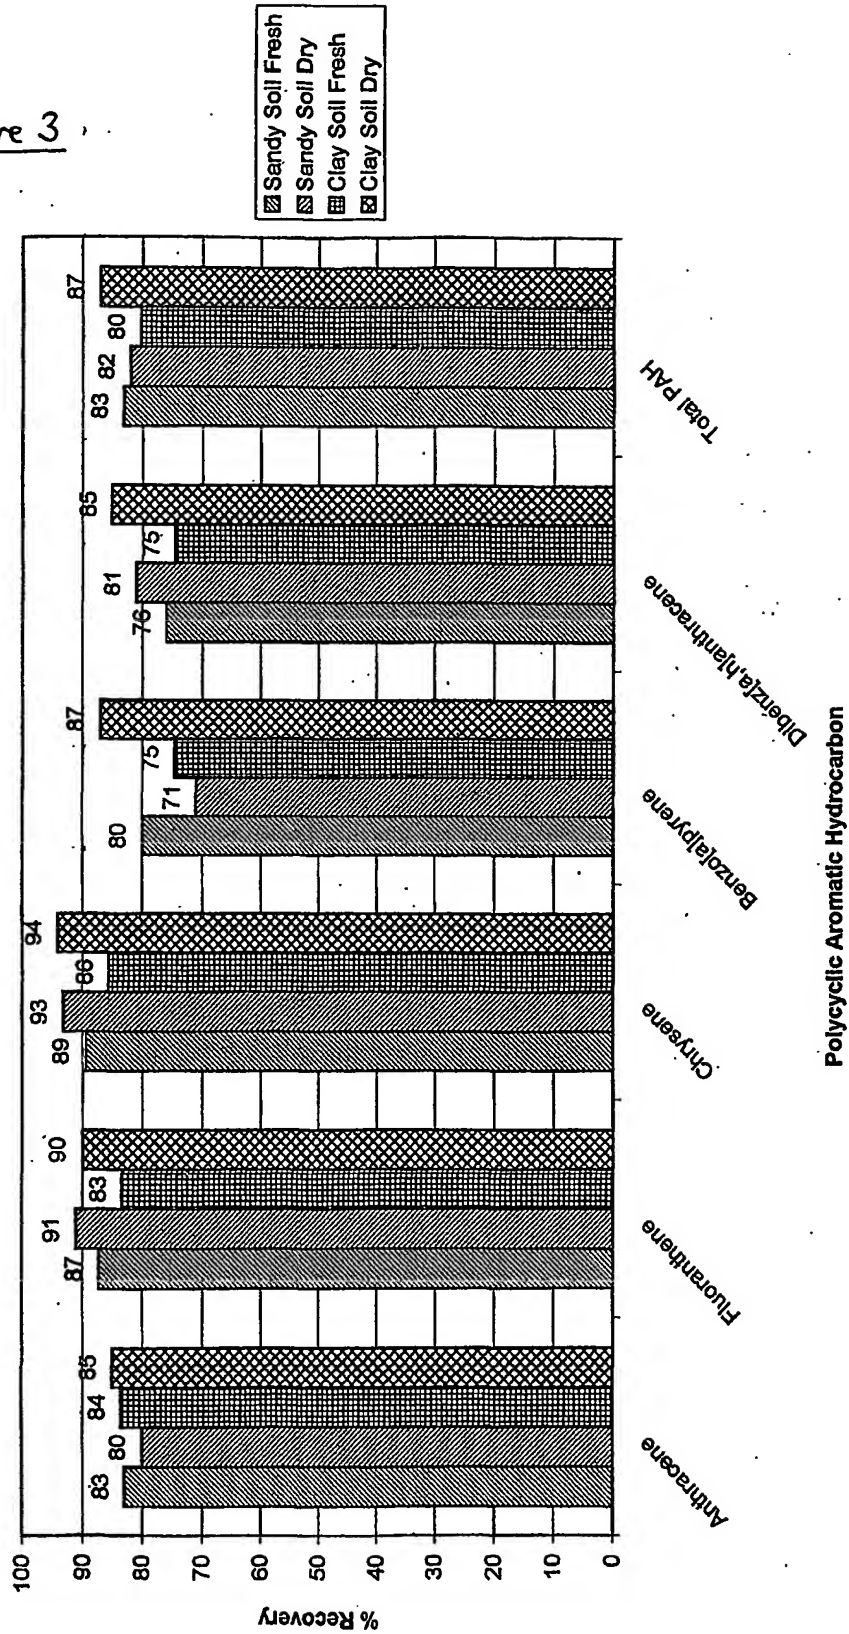 re 3
Sandy Soil Fresh
Sandy Soil Dry
Clay Soil Fresh
Clay Soil Dry
% Recovery
100
90
80
70
60
50
40
30
20
10
0
83
80
84
85
87
91
83
90
89
93
86
94
80
71
75
87
76
81
75
85
83
82
80
87
Anthracene
Fluoranthene
Chrysene
Benzo[a]pyrene
Dibenz[a,h]anthracene
Total PAH
Polycyclic Aromatic Hydrocarbon